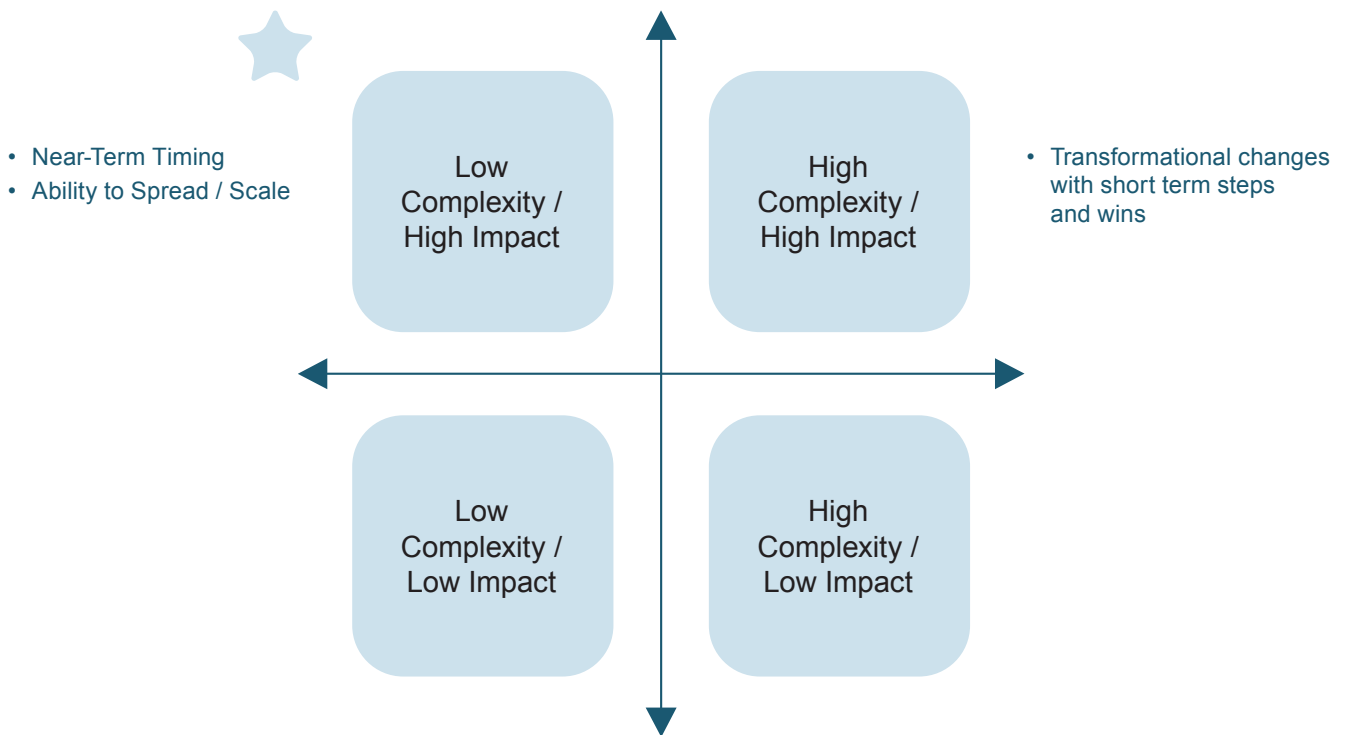 • Near-Term Timing
• Ability to Spread / Scale
Low
Complexity /
High Impact
High
Complexity /
High Impact
• Transformational changes
with short term steps
and wins
Low
Complexity /
Low Impact
High
Complexity /
Low Impact